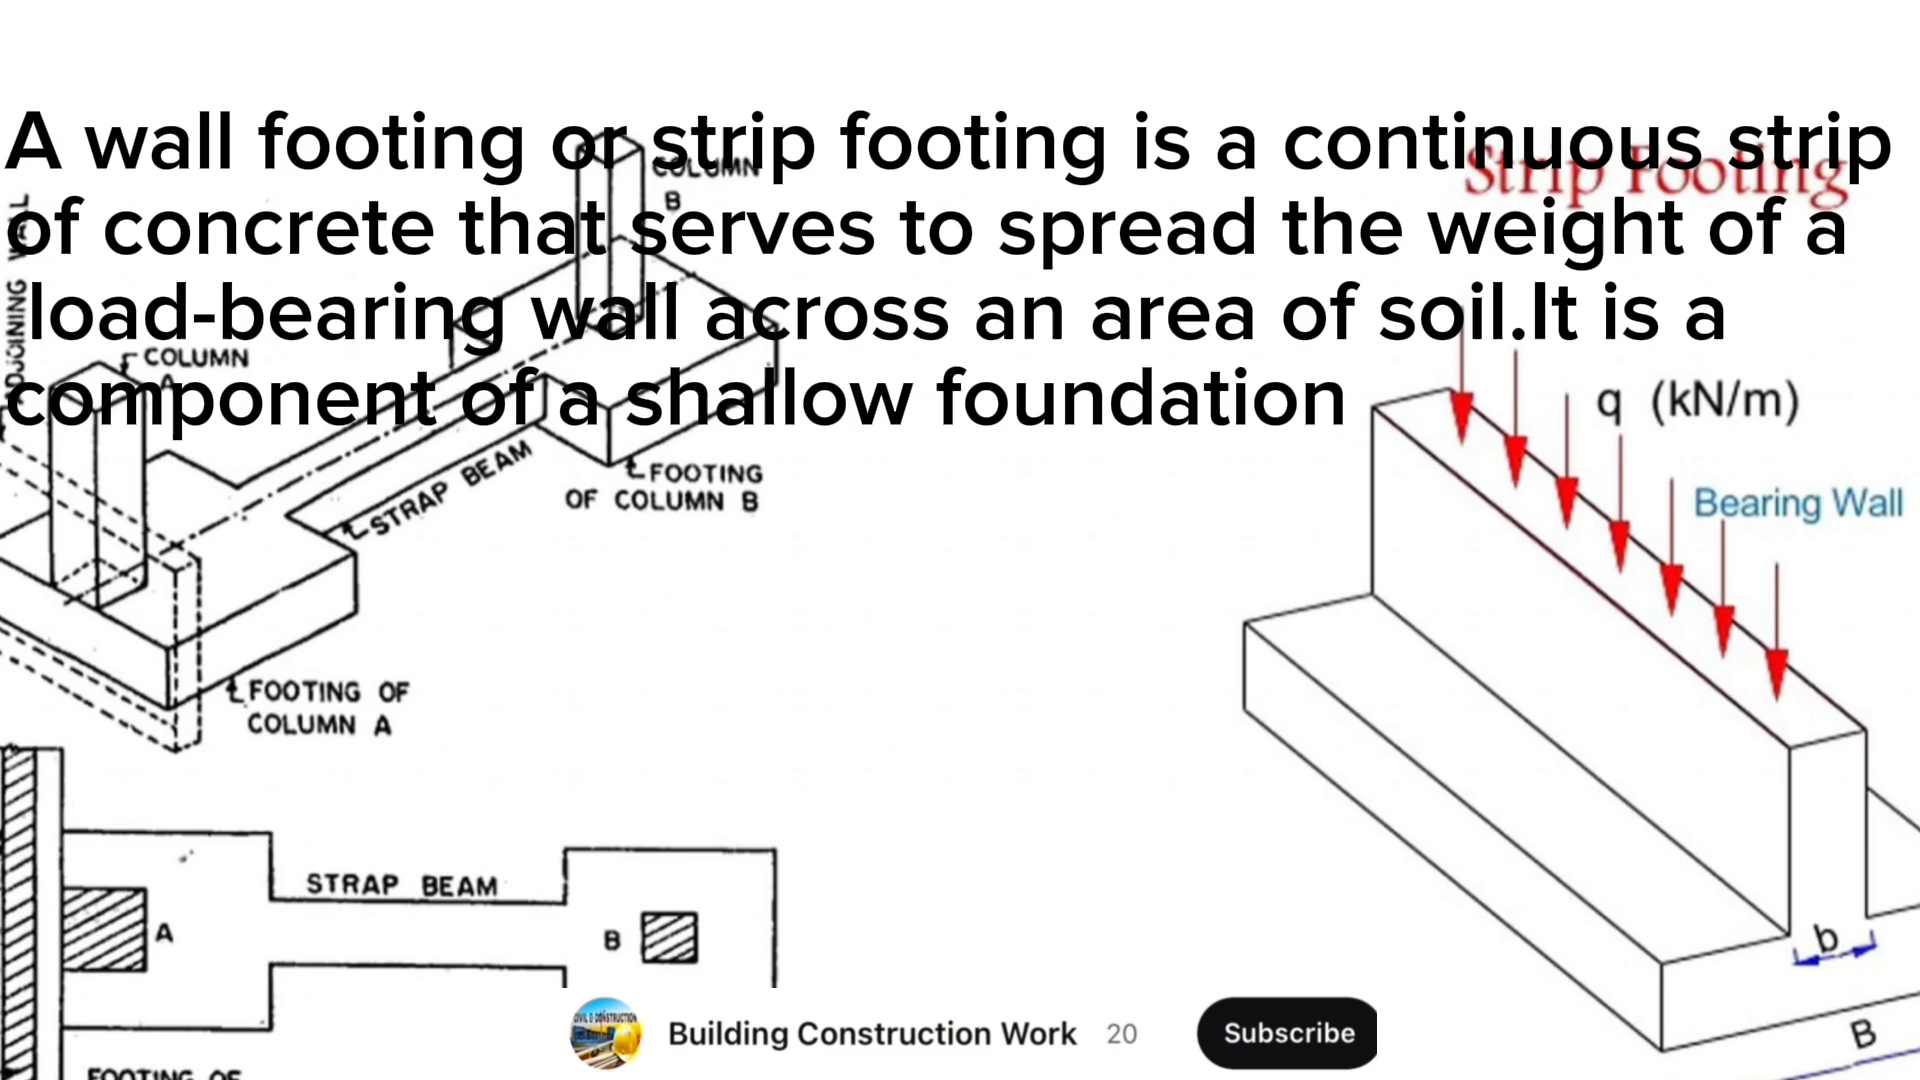 A wall footing or strip footing is a continuous strip
of concrete that serves to spread the weight of a
load-bearing wall across an area of soil.It is a
component of a shallow foundation
Strip Footing
COLUMN
B
COLUMN
A
STRAP BEAM
FOOTING
OF COLUMN B
FOOTING OF
COLUMN A
q (kN/m)
Bearing Wall
b
B
STRAP BEAM
A
B
FOOTING OF
Building Construction Work 20
Subscribe